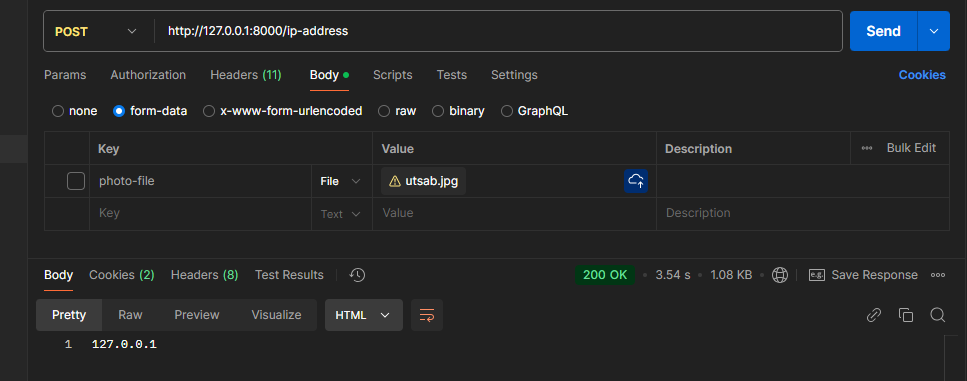 POST http://127.0.0.1:8000/ip-address Send
Params Authorization Headers (11) Body Scripts Tests Settings Cookies
none form-data x-www-form-urlencoded raw binary GraphQL
Key Value Description Bulk Edit
photo-file File utsab.jpg
Key Text Value Description
Body Cookies (2) Headers (8) Test Results 200 OK 3.54 s 1.08 KB e.g. Save Response
Pretty Raw Preview Visualize HTML
1 127.0.0.1